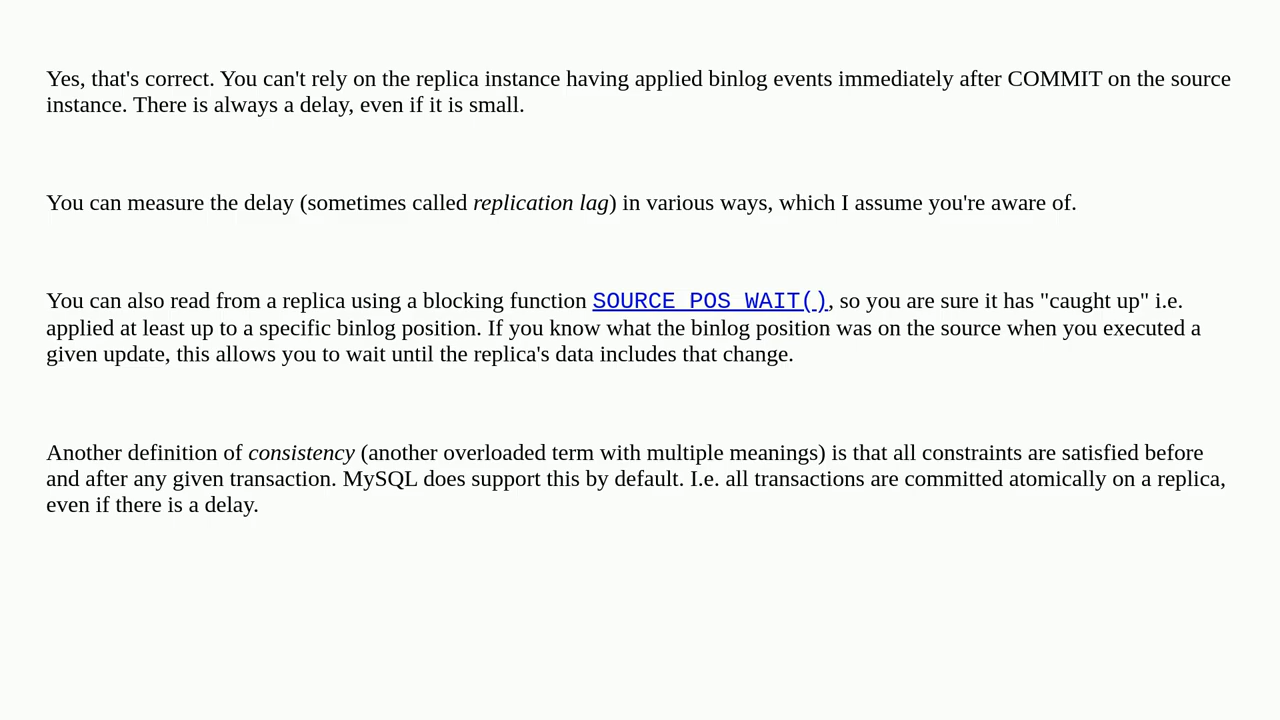 Yes, that's correct. You can't rely on the replica instance having applied binlog events immediately after COMMIT on the source
instance. There is always a delay, even if it is small.
You can measure the delay (sometimes called replication lag) in various ways, which I assume you're aware of.
You can also read from a replica using a blocking function SOURCE_POS_WAIT(), so you are sure it has "caught up" i.e.
applied at least up to a specific binlog position. If you know what the binlog position was on the source when you executed a
given update, this allows you to wait until the replica's data includes that change.
Another definition of consistency (another overloaded term with multiple meanings) is that all constraints are satisfied before
and after any given transaction. MySQL does support this by default. I.e. all transactions are committed atomically on a replica,
even if there is a delay.